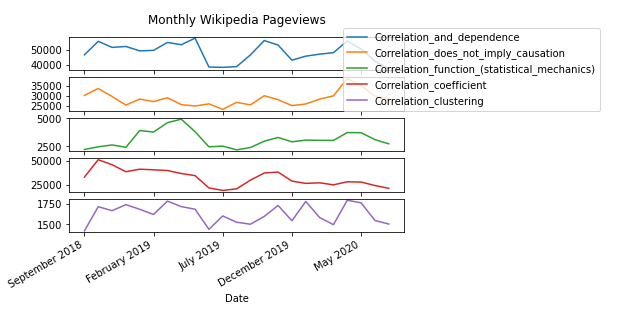 Monthly Wikipedia Pageviews
Correlation_and_dependence
Correlation_does_not_imply_causation
Correlation_function_(statistical_mechanics)
Correlation_coefficient
Correlation_clustering
50000
40000
35000
30000
25000
5000
2500
50000
25000
1750
1500
September 2018
February 2019
July 2019
December 2019
May 2020
Date